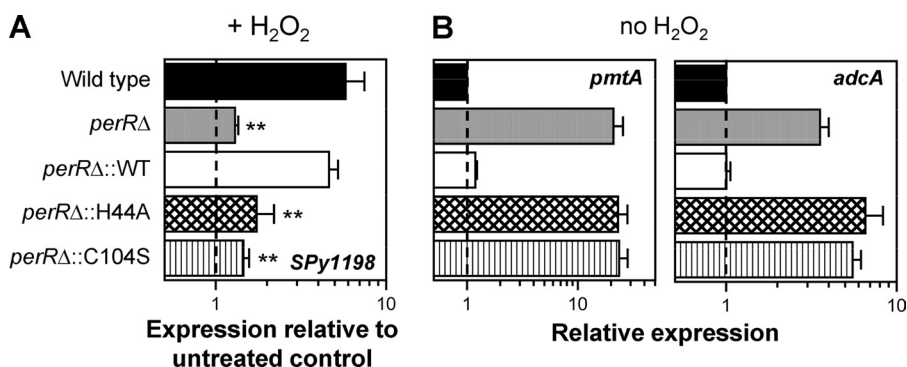 A
+ H₂O₂
B
no H₂O₂
Wild type
perRΔ
perRΔ::WT
perRΔ::H44A
perRΔ::C104S
**
**
**
SPy1198
pmtA
adcA
1
10
1
10
1
10
Expression relative to
untreated control
Relative expression